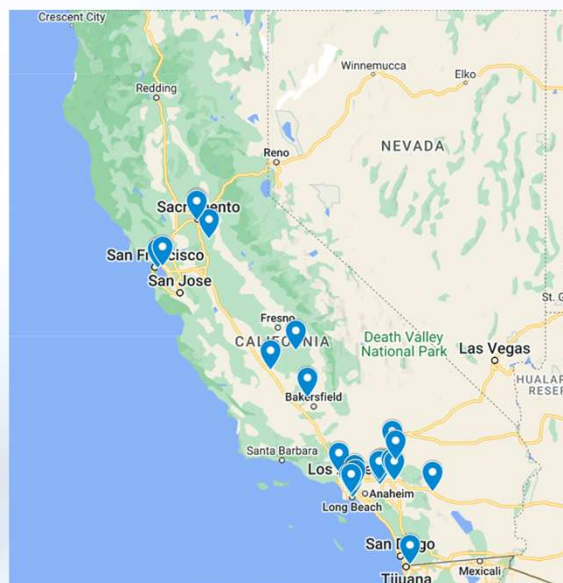 Crescent City
Winnemucca
Elko
Redding
Reno
NEVADA
Sacramento
San Francisco
San Jose
St. G
Fresno
Death Valley
National Park
CALIFORNIA
Las Vegas
HUALAP
RESER
Bakersfield
Santa Barbara
Los
Anaheim
Long Beach
San Diego
Tijuana
Mexicali